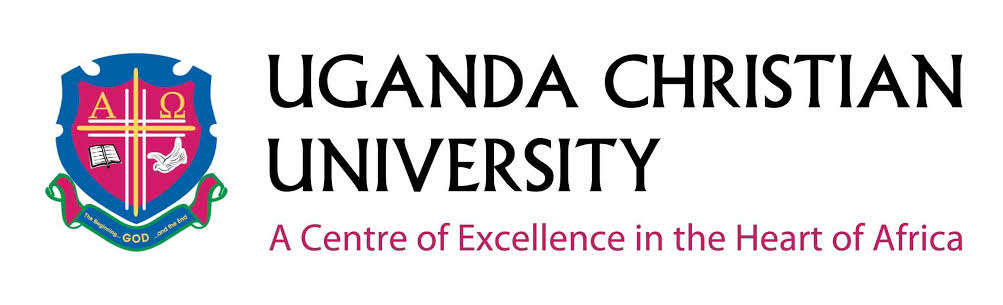 Α Ω
The Beginning... GOD ...and the End
UGANDA CHRISTIAN
UNIVERSITY
A Centre of Excellence in the Heart of Africa